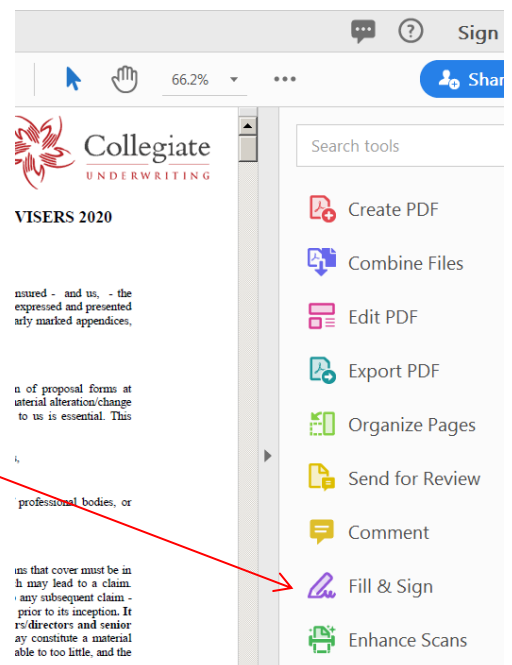 Sign
66.2%
Shar
Collegiate
UNDERWRITING
VISERS 2020
nsured - and us, - the
expressed and presented
arly marked appendices,
n of proposal forms at
aterial alteration/change
to us is essential. This
s,
professional bodies, or
ns that cover must be in
h may lead to a claim.
any subsequent claim -
prior to its inception. It
rs/directors and senior
ay constitute a material
able to too little, and the
Search tools
Create PDF
Combine Files
Edit PDF
Export PDF
Organize Pages
Send for Review
Comment
Fill & Sign
Enhance Scans